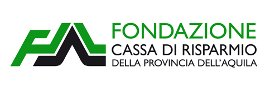 FONDAZIONE
CASSA DI RISPARMIO
DELLA PROVINCIA DELL'AQUILA